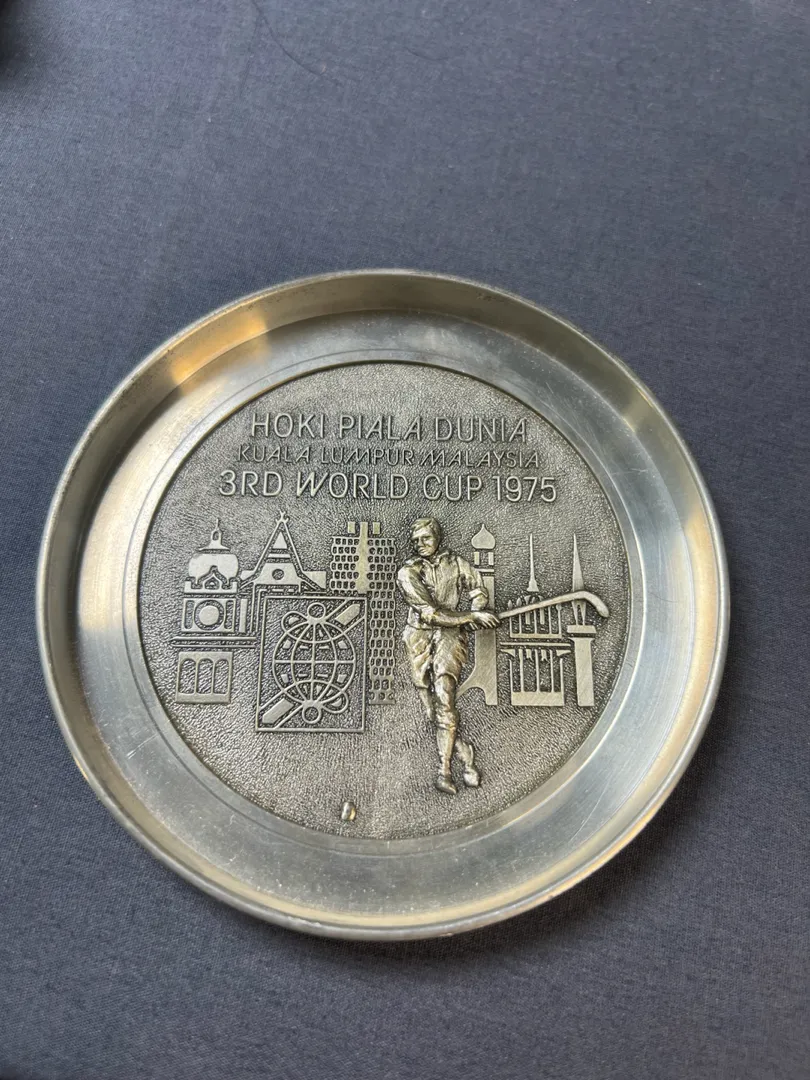 HOKI PIALA DUNIA
KUALA LUMPUR MALAYSIA
3RD WORLD CUP 1975